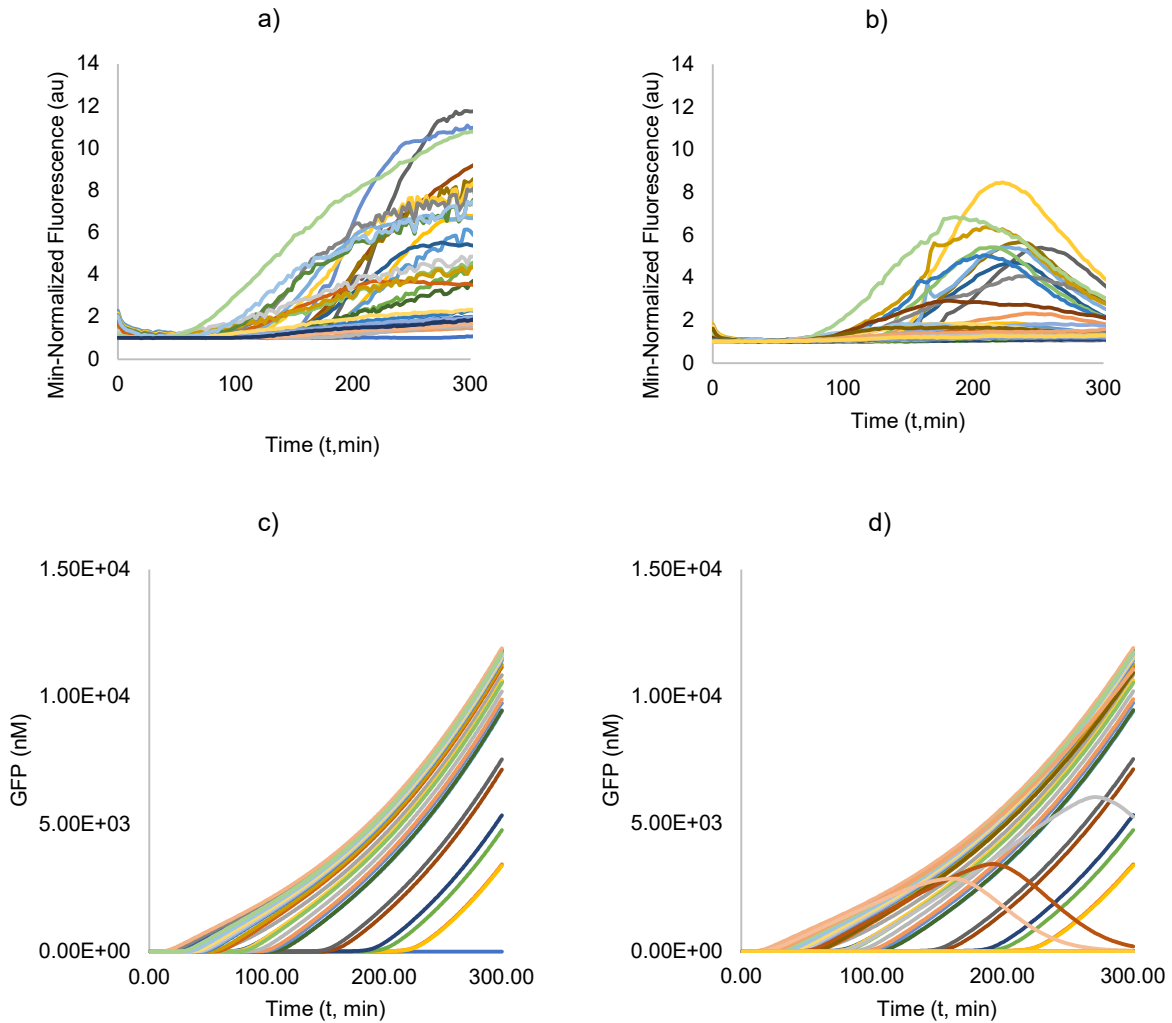 a)
Min-Normalized Fluorescence (au)
14
12
10
8
6
4
2
0
0
100
200
300
Time (t,min)
b)
Min-Normalized Fluorescence (au)
14
12
10
8
6
4
2
0
0
100
200
300
Time (t,min)
c)
GFP (nM)
1.50E+04
1.00E+04
5.00E+03
0.00E+00
0.00
100.00
200.00
300.00
Time (t, min)
d)
GFP (nM)
1.50E+04
1.00E+04
5.00E+03
0.00E+00
0.00
100.00
200.00
300.00
Time (t, min)